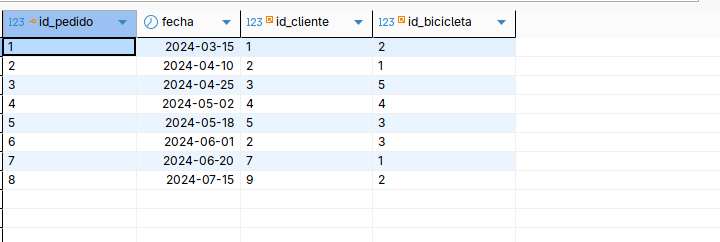 123 id_pedido fecha 123 id_cliente 123 id_bicicleta
1 2024-03-15 1 2
2 2024-04-10 2 1
3 2024-04-25 3 5
4 2024-05-02 4 4
5 2024-05-18 5 3
6 2024-06-01 2 3
7 2024-06-20 7 1
8 2024-07-15 9 2